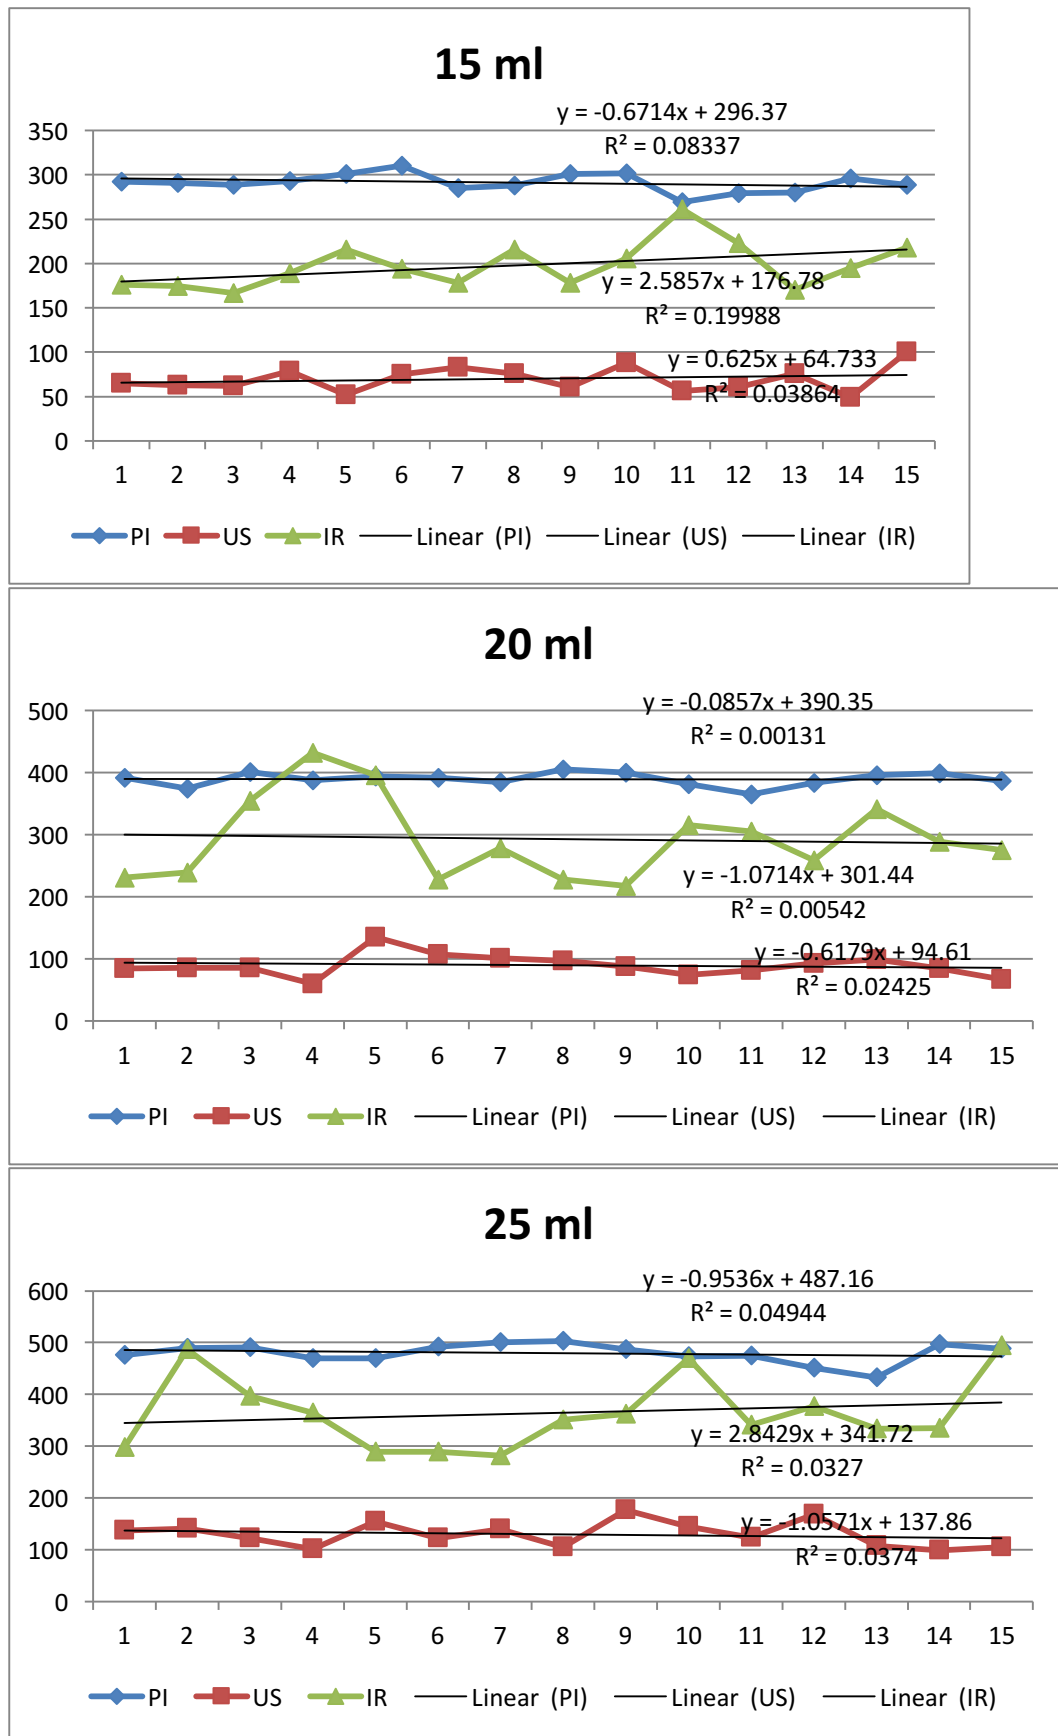 15 ml
y = -0.6714x + 296.37
R² = 0.08337
350
300
250
200
150
100
50
0
y = 2.5857x + 176.78
R² = 0.19988
y = 0.625x + 64.733
R² = 0.03864
1 2 3 4 5 6 7 8 9 10 11 12 13 14 15
PI US IR Linear (PI) Linear (US) Linear (IR)
20 ml
y = -0.0857x + 390.35
R² = 0.00131
500
400
300
200
100
0
y = -1.0714x + 301.44
R² = 0.00542
y = -0.6179x + 94.61
R² = 0.02425
1 2 3 4 5 6 7 8 9 10 11 12 13 14 15
PI US IR Linear (PI) Linear (US) Linear (IR)
25 ml
y = -0.9536x + 487.16
R² = 0.04944
600
500
400
300
200
100
0
y = 2.8429x + 341.72
R² = 0.0327
y = -1.0571x + 137.86
R² = 0.0374
1 2 3 4 5 6 7 8 9 10 11 12 13 14 15
PI US IR Linear (PI) Linear (US) Linear (IR)